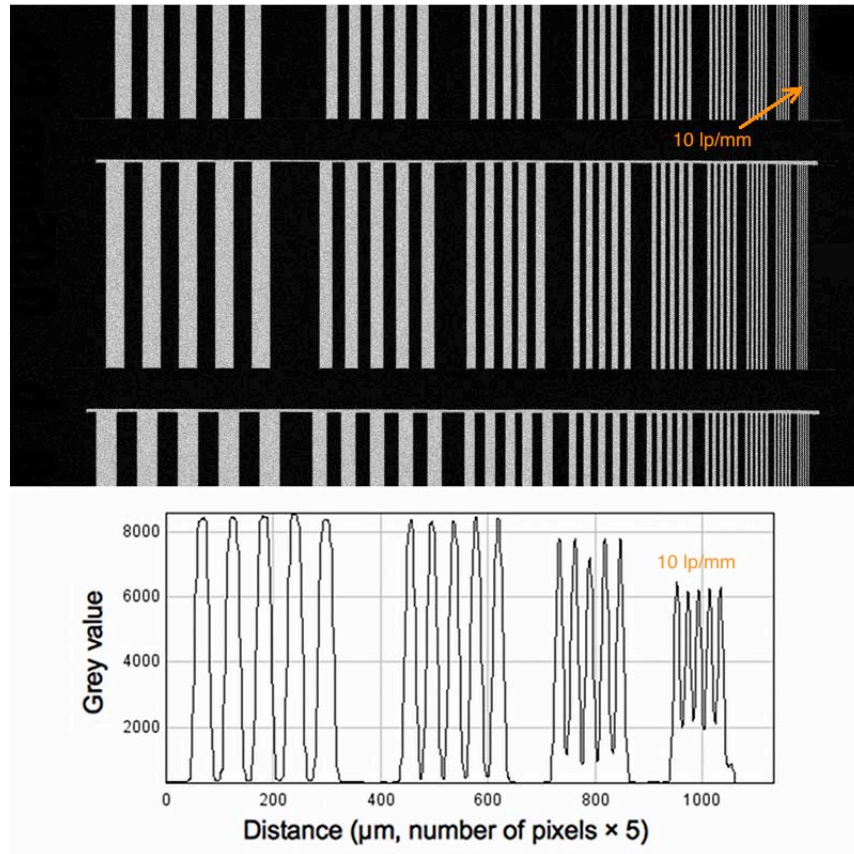 10 lp/mm
8000
10 lp/mm
6000
Grey value
4000
2000
0 200 400 600 800 1000
Distance (μm, number of pixels × 5)